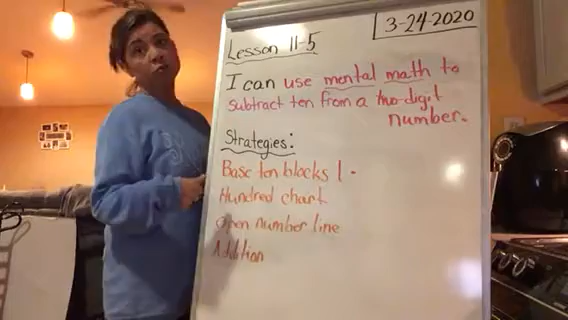 3-24-2020
Lesson 11-5
I can use mental math to
subtract ten from a two-digit
number.
Strategies:
Base ten blocks | .
Hundred chart
Open number line
Addition